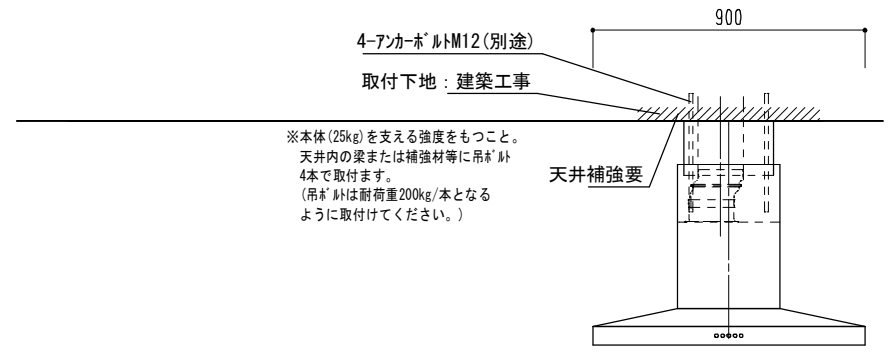 900
4-アンカーボルトM12(別途)
取付下地：建築工事
※本体(25kg)を支える強度をもつこと。
天井内の梁または補強材等に吊ボルト
4本で取付ます。
(吊ボルトは耐荷重200kg/本となる
ように取付けてください。)
天井補強要